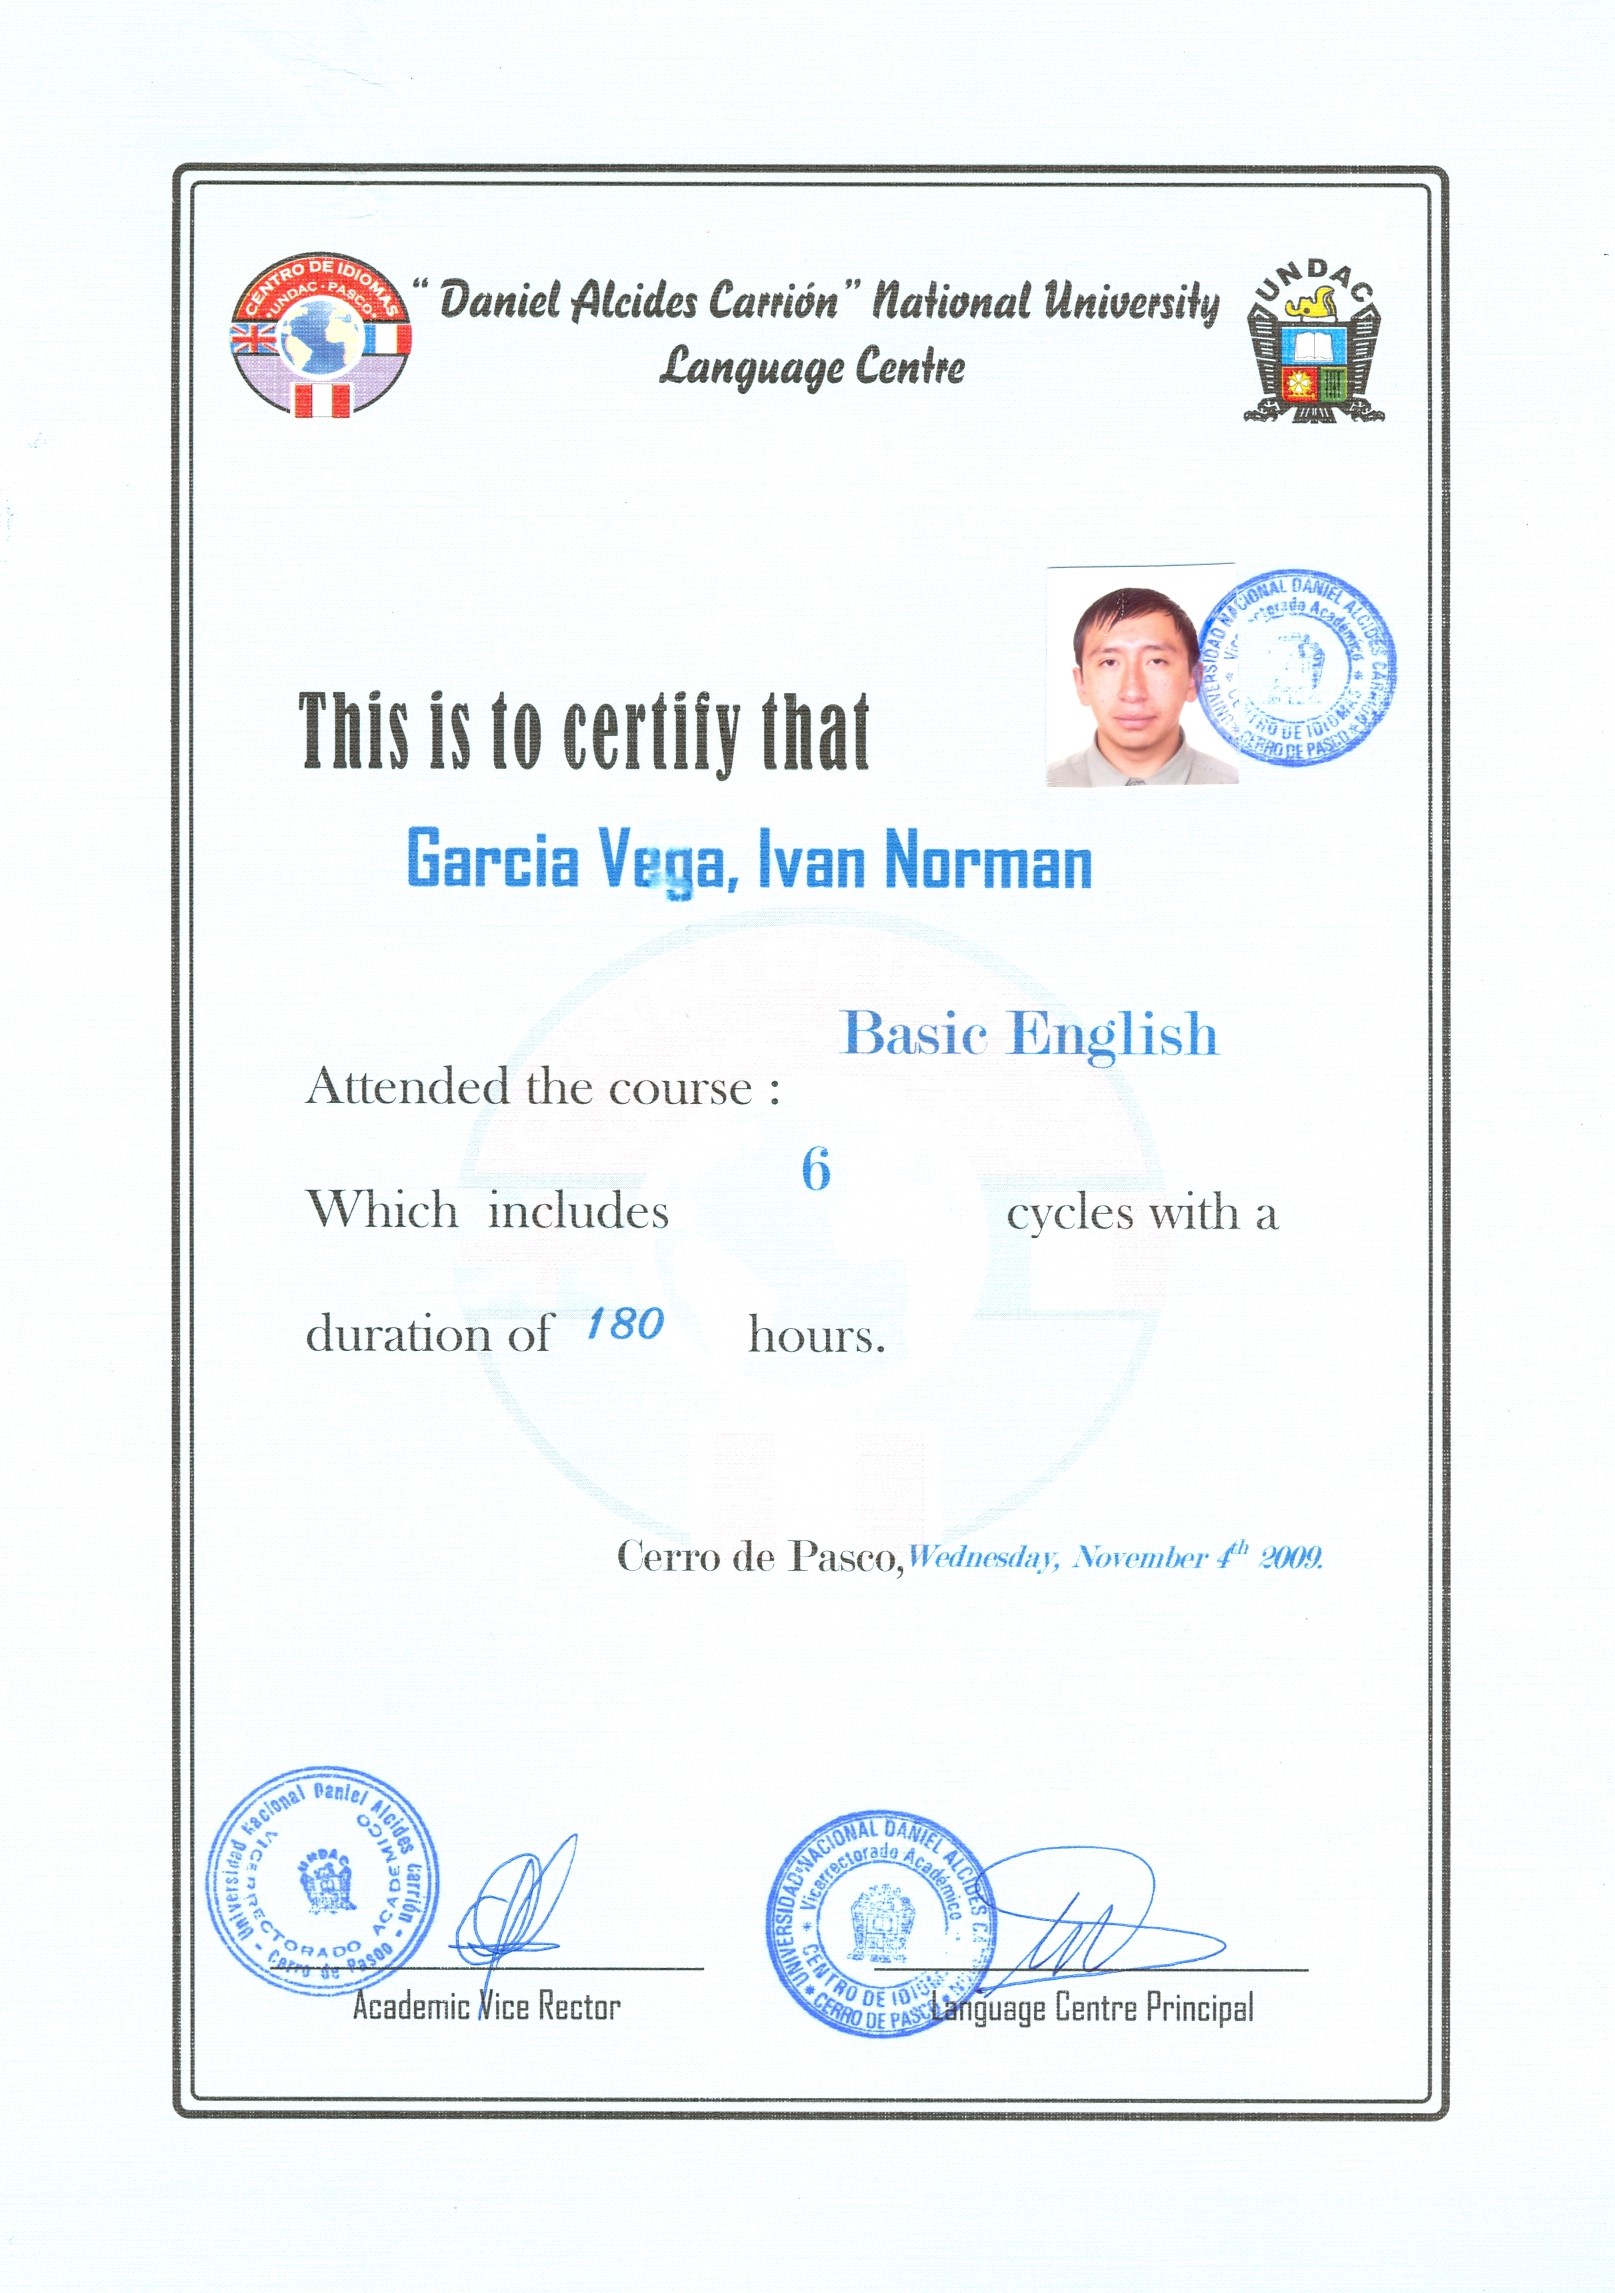 CENTRO DE IDIOMAS
"UNDAC - PASCO"
“ Daniel Alcides Carrión” National University
Language Centre
UNDAC
UNIVERSIDAD NACIONAL DANIEL ALCIDES CARRION
Vicerrectorado Académico
CENTRO DE IDIOMAS
CERRO DE PASCO
This is to certify that
Garcia Vega, Ivan Norman
Basic English
Attended the course :
6
Which includes cycles with a
duration of 180 hours.
Cerro de Pasco, Wednesday, November 4th 2009.
Universidad Nacional Daniel Alcides Carrión - Cerro de Pasco -
VICERRECTORADO ACADEMICO
UNDAC
UNIVERSIDAD NACIONAL DANIEL ALCIDES
Vicerrectorado Académico
CENTRO DE IDIOMAS
CERRO DE PASCO
Academic Vice Rector
Language Centre Principal